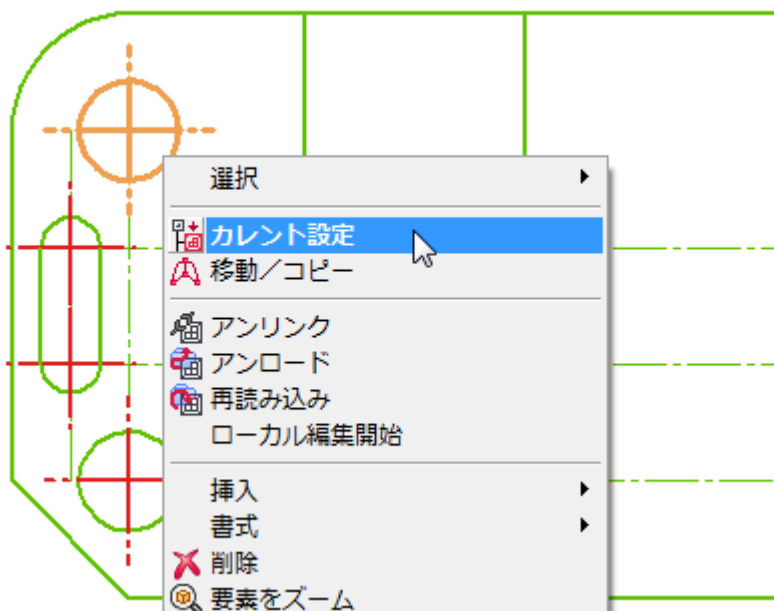 選択
カレント設定
移動／コピー
アンリンク
アンロード
再読み込み
ローカル編集開始
挿入
書式
削除
要素をズーム